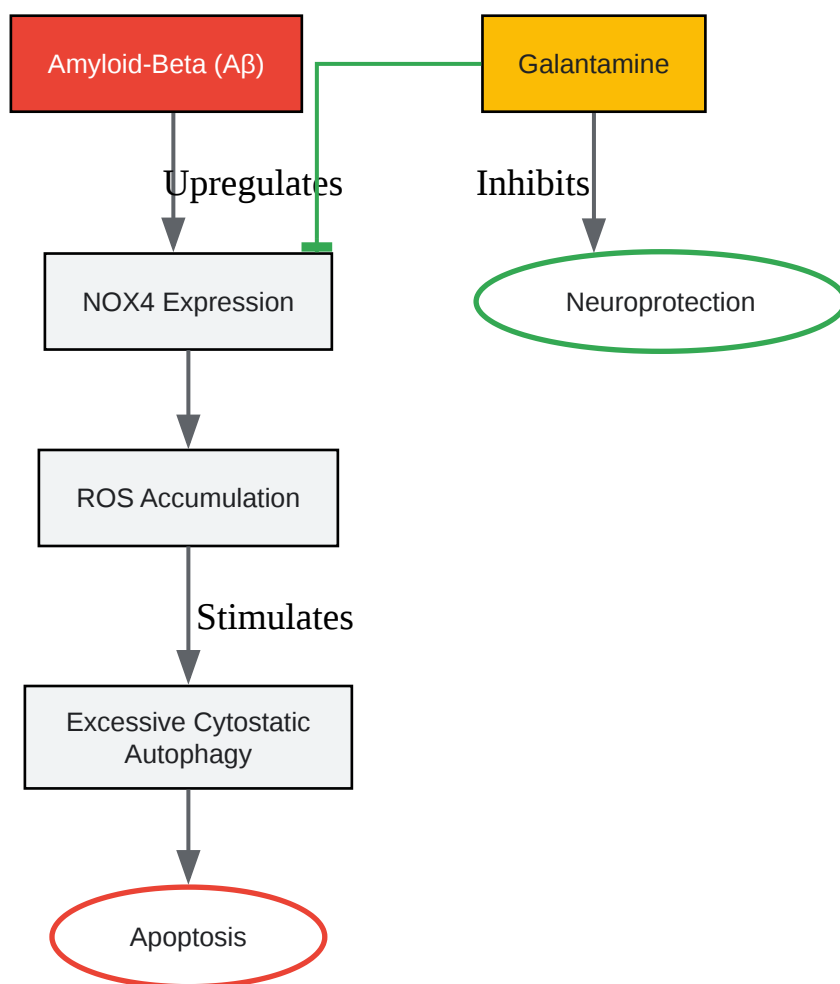 Amyloid-Beta (Aβ)
Galantamine
Upregulates
Inhibits
NOX4 Expression
Neuroprotection
ROS Accumulation
Stimulates
Excessive Cytostatic
Autophagy
Apoptosis